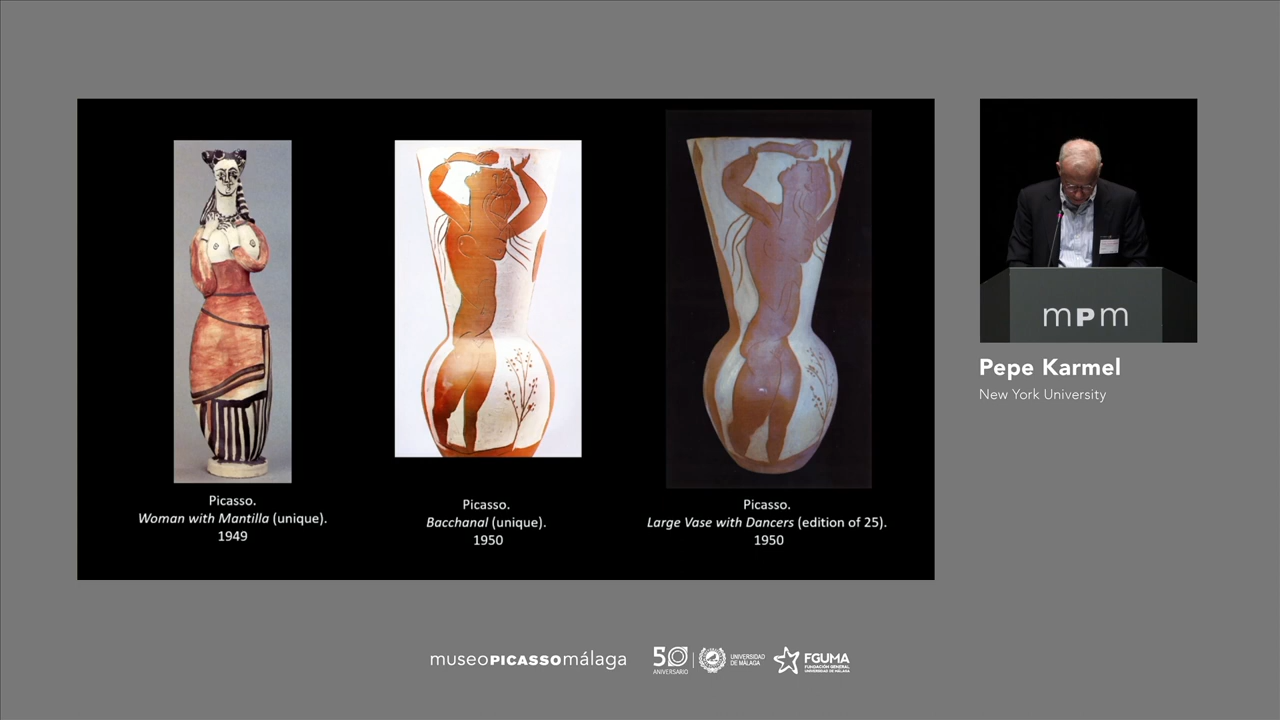 Picasso.
Woman with Mantilla (unique).
1949
Picasso.
Bacchanal (unique).
1950
Picasso.
Large Vase with Dancers (edition of 25).
1950
mPm
Pepe Karmel
New York University
museoPICASSOmálaga
50
ANIVERSARIO
UNIVERSIDAD
DE MÁLAGA
FGUMA
FUNDACIÓN GENERAL
UNIVERSIDAD DE MÁLAGA